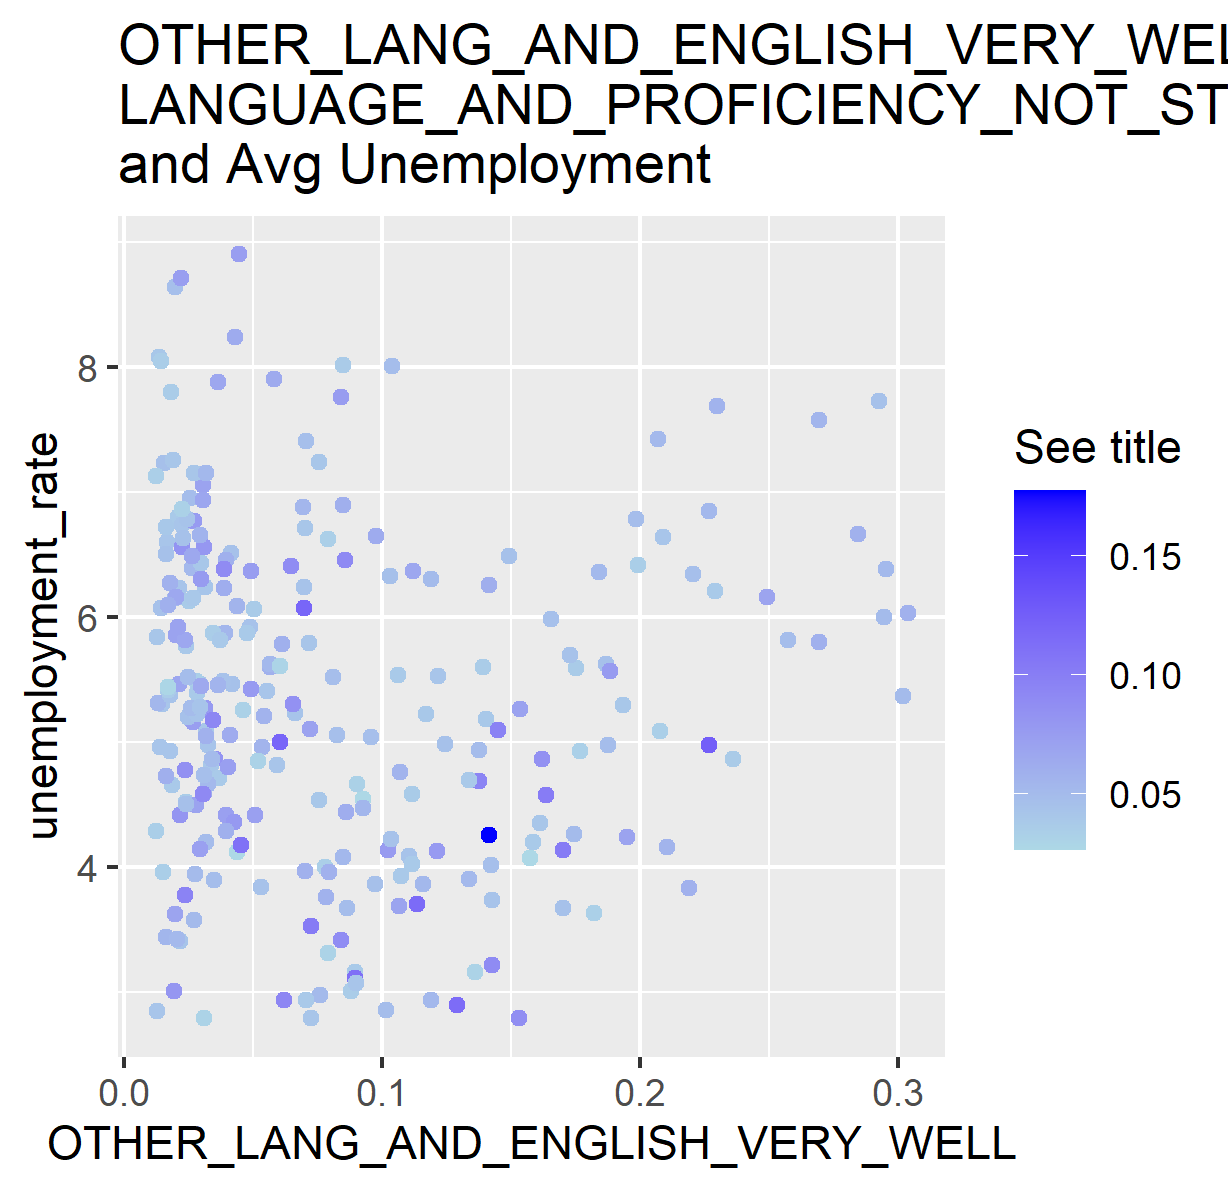 OTHER_LANG_AND_ENGLISH_VERY_WEL
LANGUAGE_AND_PROFICIENCY_NOT_ST
and Avg Unemployment
unemployment_rate
8
6
4
0.0 0.1 0.2 0.3
OTHER_LANG_AND_ENGLISH_VERY_WELL
See title
0.15
0.10
0.05